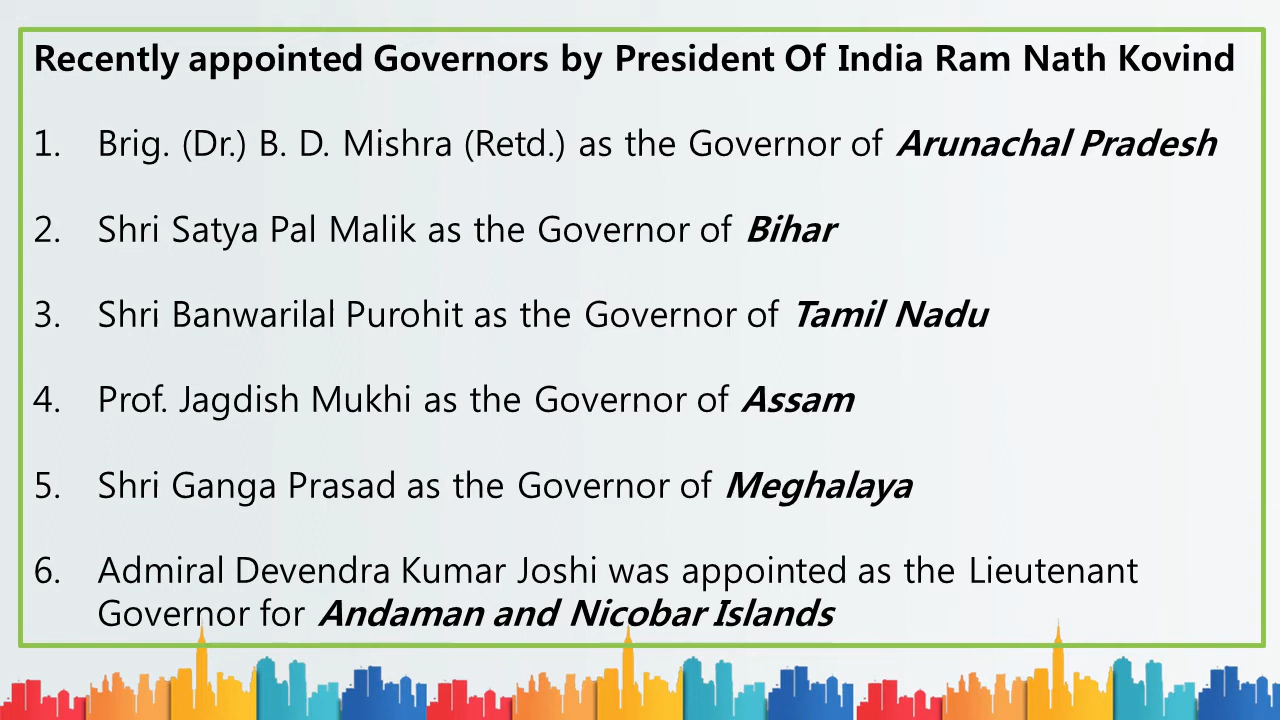 Recently appointed Governors by President Of India Ram Nath Kovind
1. Brig. (Dr.) B. D. Mishra (Retd.) as the Governor of Arunachal Pradesh
2. Shri Satya Pal Malik as the Governor of Bihar
3. Shri Banwarilal Purohit as the Governor of Tamil Nadu
4. Prof. Jagdish Mukhi as the Governor of Assam
5. Shri Ganga Prasad as the Governor of Meghalaya
6. Admiral Devendra Kumar Joshi was appointed as the Lieutenant
Governor for Andaman and Nicobar Islands